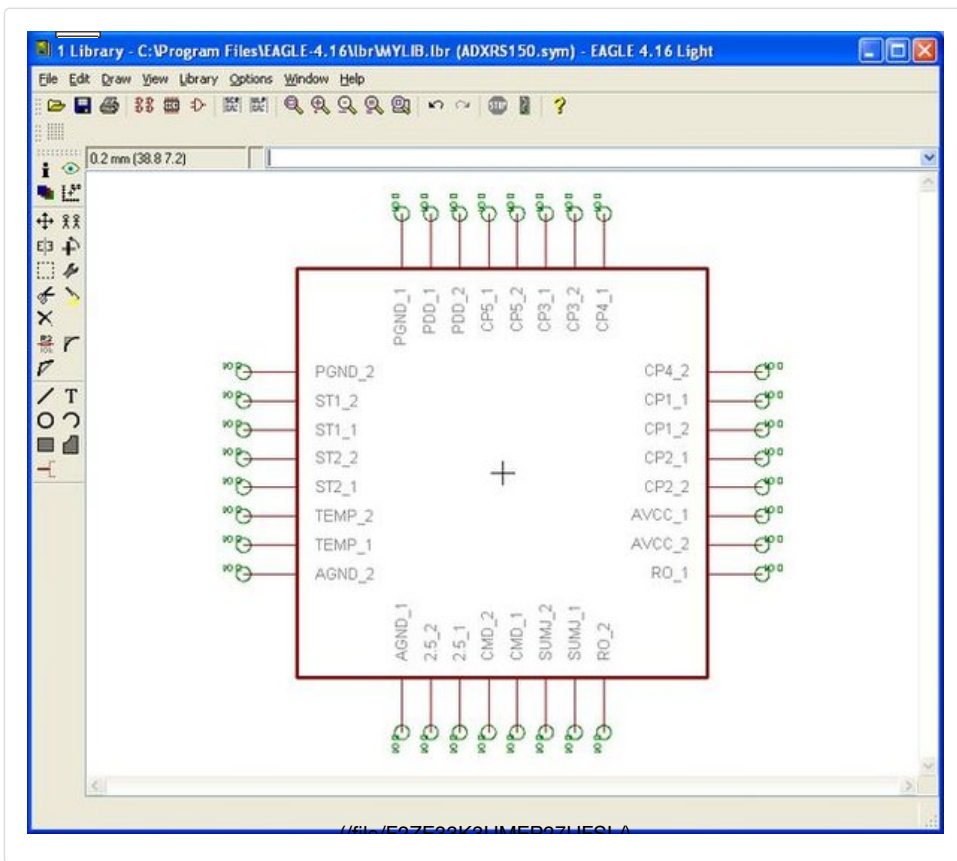 1 Library - C:\Program Files\EAGLE-4.16\lbr\MYLIB.lbr (ADXRS150.sym) - EAGLE 4.16 Light
File Edit Draw View Library Options Window Help
0.2 mm (38.8 7.2)
PGND_1 PDD_1 PDD_2 CP5_1 CP5_2 CP3_1 CP3_2 CP4_1
PGND_2 CP4_2
ST1_2 CP1_1
ST1_1 CP1_2
ST2_2 CP2_1
ST2_1 CP2_2
TEMP_2 AVCC_1
TEMP_1 AVCC_2
AGND_2 RO_1
AGND_1 2.5_2 2.5_1 CMD_2 CMD_1 SUMJ_2 SUMJ_1 RO_2